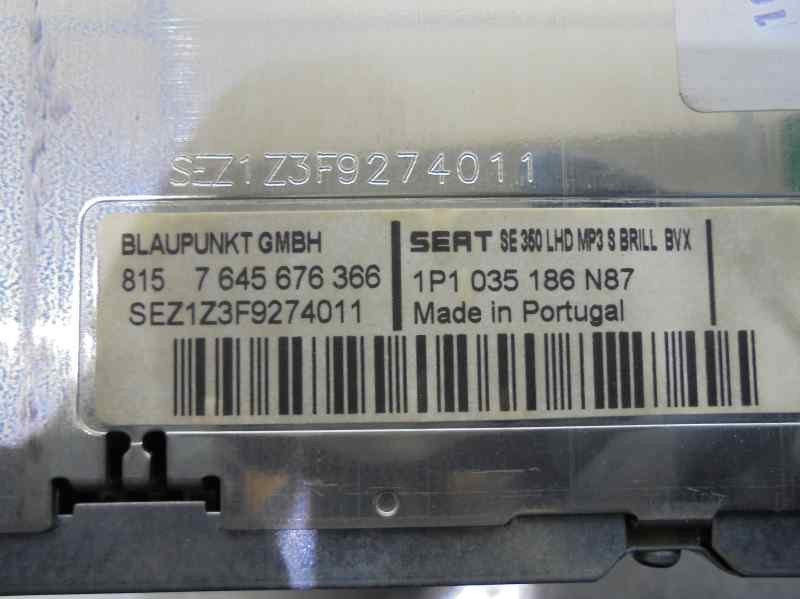 SEZ1Z3F9274011
BLAUPUNKT GMBH
815 7 645 676 366
SEZ1Z3F9274011
SEAT SE 360 LHD MP3 S BRILL BVX
1P1 035 186 N87
Made in Portugal